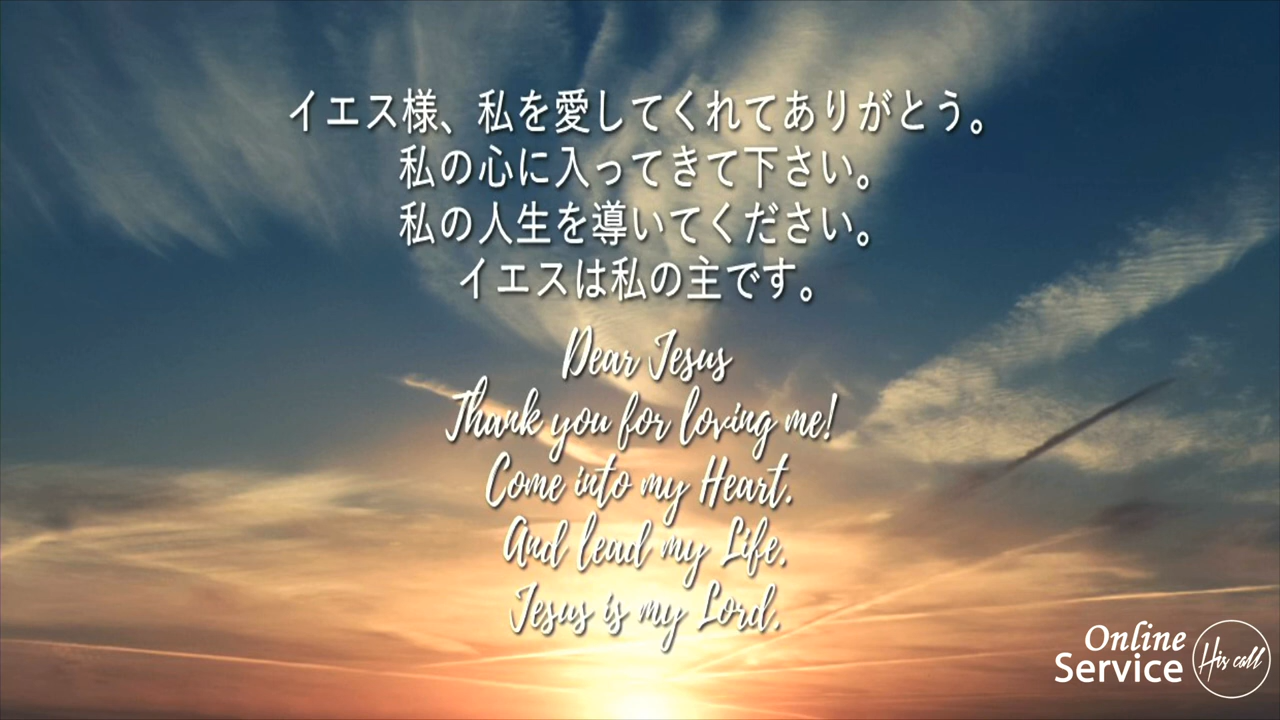 イエス様、私を愛してくれてありがとう。
私の心に入ってきて下さい。
私の人生を導いてください。
イエスは私の主です。
Dear Jesus
Thank you for loving me!
Come into my Heart.
And lead my Life.
Jesus is my Lord.
Online
Service
His call